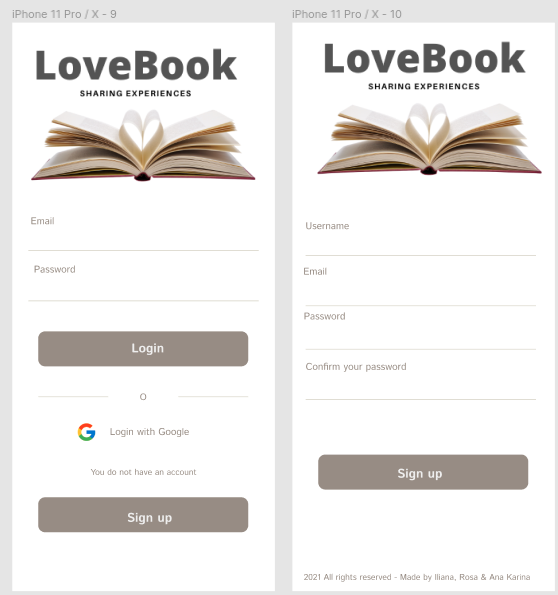 iPhone 11 Pro / X - 9
LoveBook
SHARING EXPERIENCES
Email
Password
Login
O
Login with Google
You do not have an account
Sign up
iPhone 11 Pro / X - 10
LoveBook
SHARING EXPERIENCES
Username
Email
Password
Confirm your password
Sign up
2021 All rights reserved - Made by Iliana, Rosa & Ana Karina